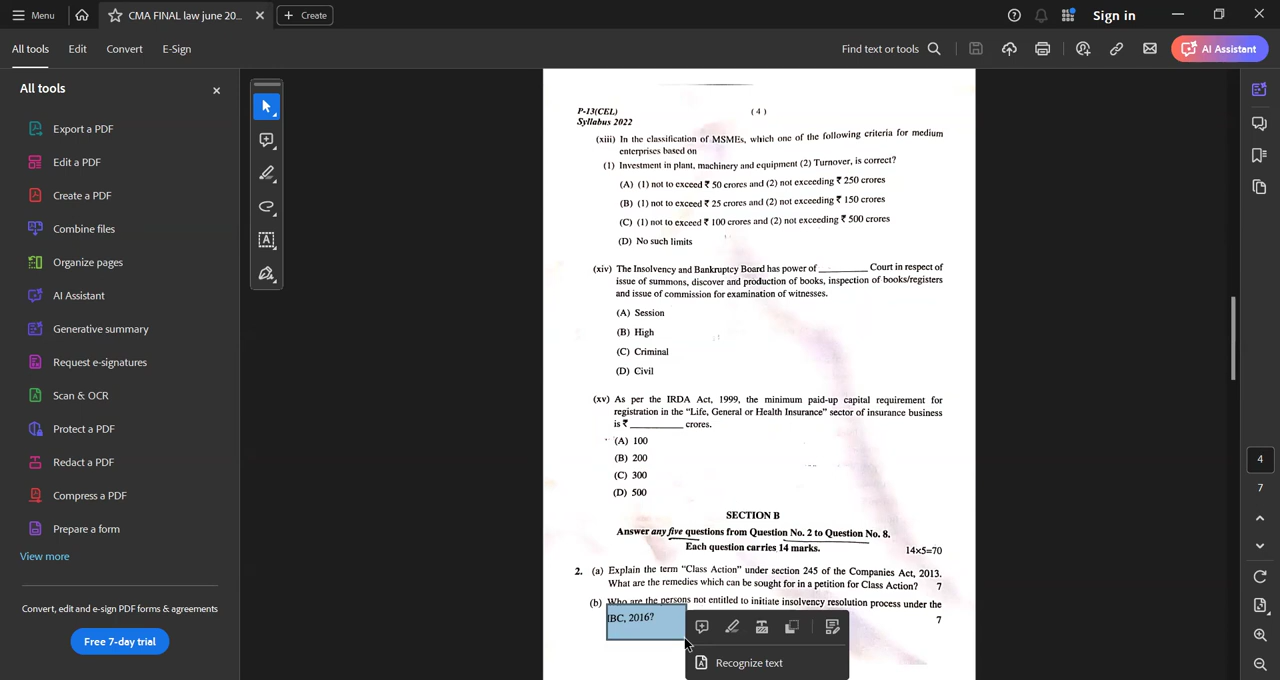 Menu
CMA FINAL law june 20...
Create
Sign in
All tools
Edit
Convert
E-Sign
Find text or tools
AI Assistant
All tools
Export a PDF
Edit a PDF
Create a PDF
Combine files
Organize pages
AI Assistant
Generative summary
Request e-signatures
Scan & OCR
Protect a PDF
Redact a PDF
Compress a PDF
Prepare a form
View more
Convert, edit and e-sign PDF forms & agreements
Free 7-day trial
P-13(CEL) (4)
Syllabus 2022
(xiii) In the classification of MSMEs, which one of the following criteria for medium
enterprises based on
(1) Investment in plant, machinery and equipment (2) Turnover, is correct?
(A) (1) not to exceed ₹ 50 crores and (2) not exceeding ₹ 250 crores
(B) (1) not to exceed ₹ 25 crores and (2) not exceeding ₹ 150 crores
(C) (1) not to exceed ₹ 100 crores and (2) not exceeding ₹ 500 crores
(D) No such limits
(xiv) The Insolvency and Bankruptcy Board has power of ________ Court in respect of
issue of summons, discover and production of books, inspection of books/registers
and issue of commission for examination of witnesses.
(A) Session
(B) High
(C) Criminal
(D) Civil
(xv) As per the IRDA Act, 1999, the minimum paid-up capital requirement for
registration in the “Life, General or Health Insurance” sector of insurance business
is ₹ ________ crores.
(A) 100
(B) 200
(C) 300
(D) 500
SECTION B
Answer any five questions from Question No. 2 to Question No. 8.
Each question carries 14 marks. 14×5=70
2. (a) Explain the term “Class Action” under section 245 of the Companies Act, 2013.
What are the remedies which can be sought for in a petition for Class Action? 7
(b) Who are the persons not entitled to initiate insolvency resolution process under the
IBC, 2016? 7
Recognize text
4
7